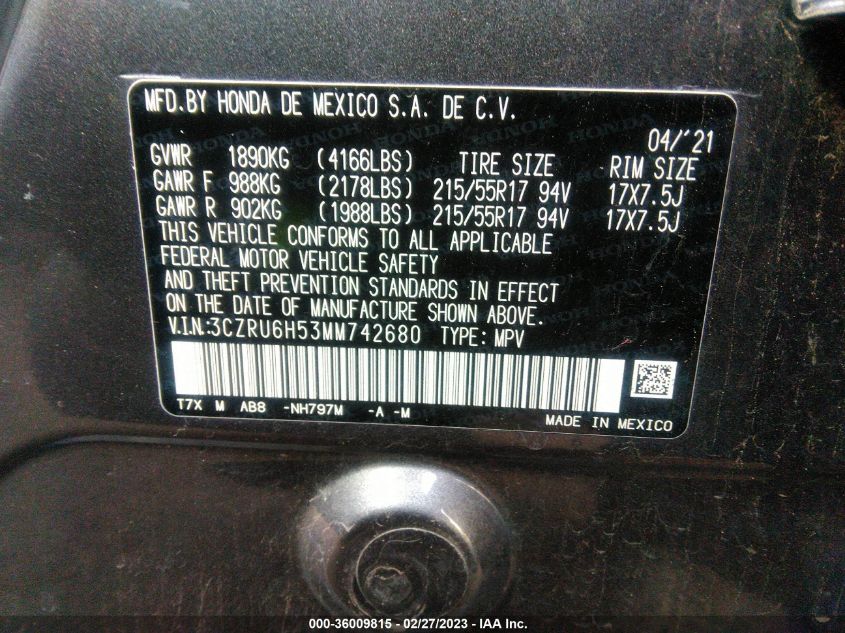 MFD.BY HONDA DE MEXICO S.A. DE C.V.
04/'21
GVWR 1890KG (4166LBS) TIRE SIZE RIM SIZE
GAWR F 988KG (2178LBS) 215/55R17 94V 17X7.5J
GAWR R 902KG (1988LBS) 215/55R17 94V 17X7.5J
THIS VEHICLE CONFORMS TO ALL APPLICABLE
FEDERAL MOTOR VEHICLE SAFETY
AND THEFT PREVENTION STANDARDS IN EFFECT
ON THE DATE OF MANUFACTURE SHOWN ABOVE.
V.I.N:3CZRU6H53MM742680 TYPE: MPV
T7X M AB8 -NH797M -A -M
MADE IN MEXICO
000-36009815 - 02/27/2023 - IAA Inc.